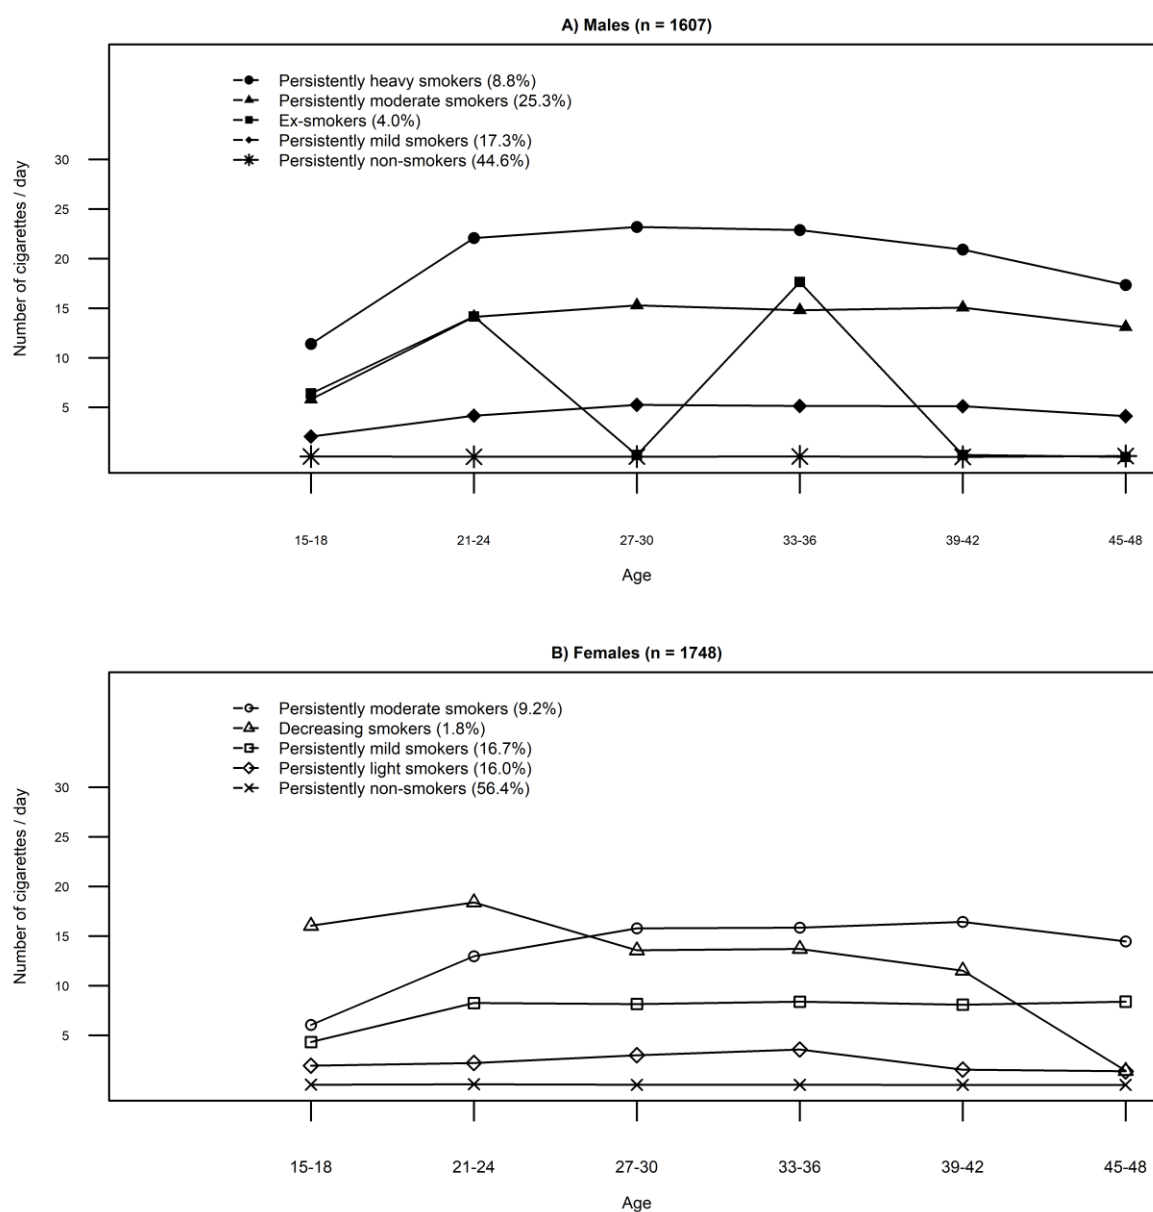 A) Males (n = 1607)
Persistently heavy smokers (8.8%)
Persistently moderate smokers (25.3%)
Ex-smokers (4.0%)
Persistently mild smokers (17.3%)
Persistently non-smokers (44.6%)
Number of cigarettes / day
30
25
20
15
10
5
15-18 21-24 27-30 33-36 39-42 45-48
Age
B) Females (n = 1748)
Persistently moderate smokers (9.2%)
Decreasing smokers (1.8%)
Persistently mild smokers (16.7%)
Persistently light smokers (16.0%)
Persistently non-smokers (56.4%)
Number of cigarettes / day
30
25
20
15
10
5
15-18 21-24 27-30 33-36 39-42 45-48
Age